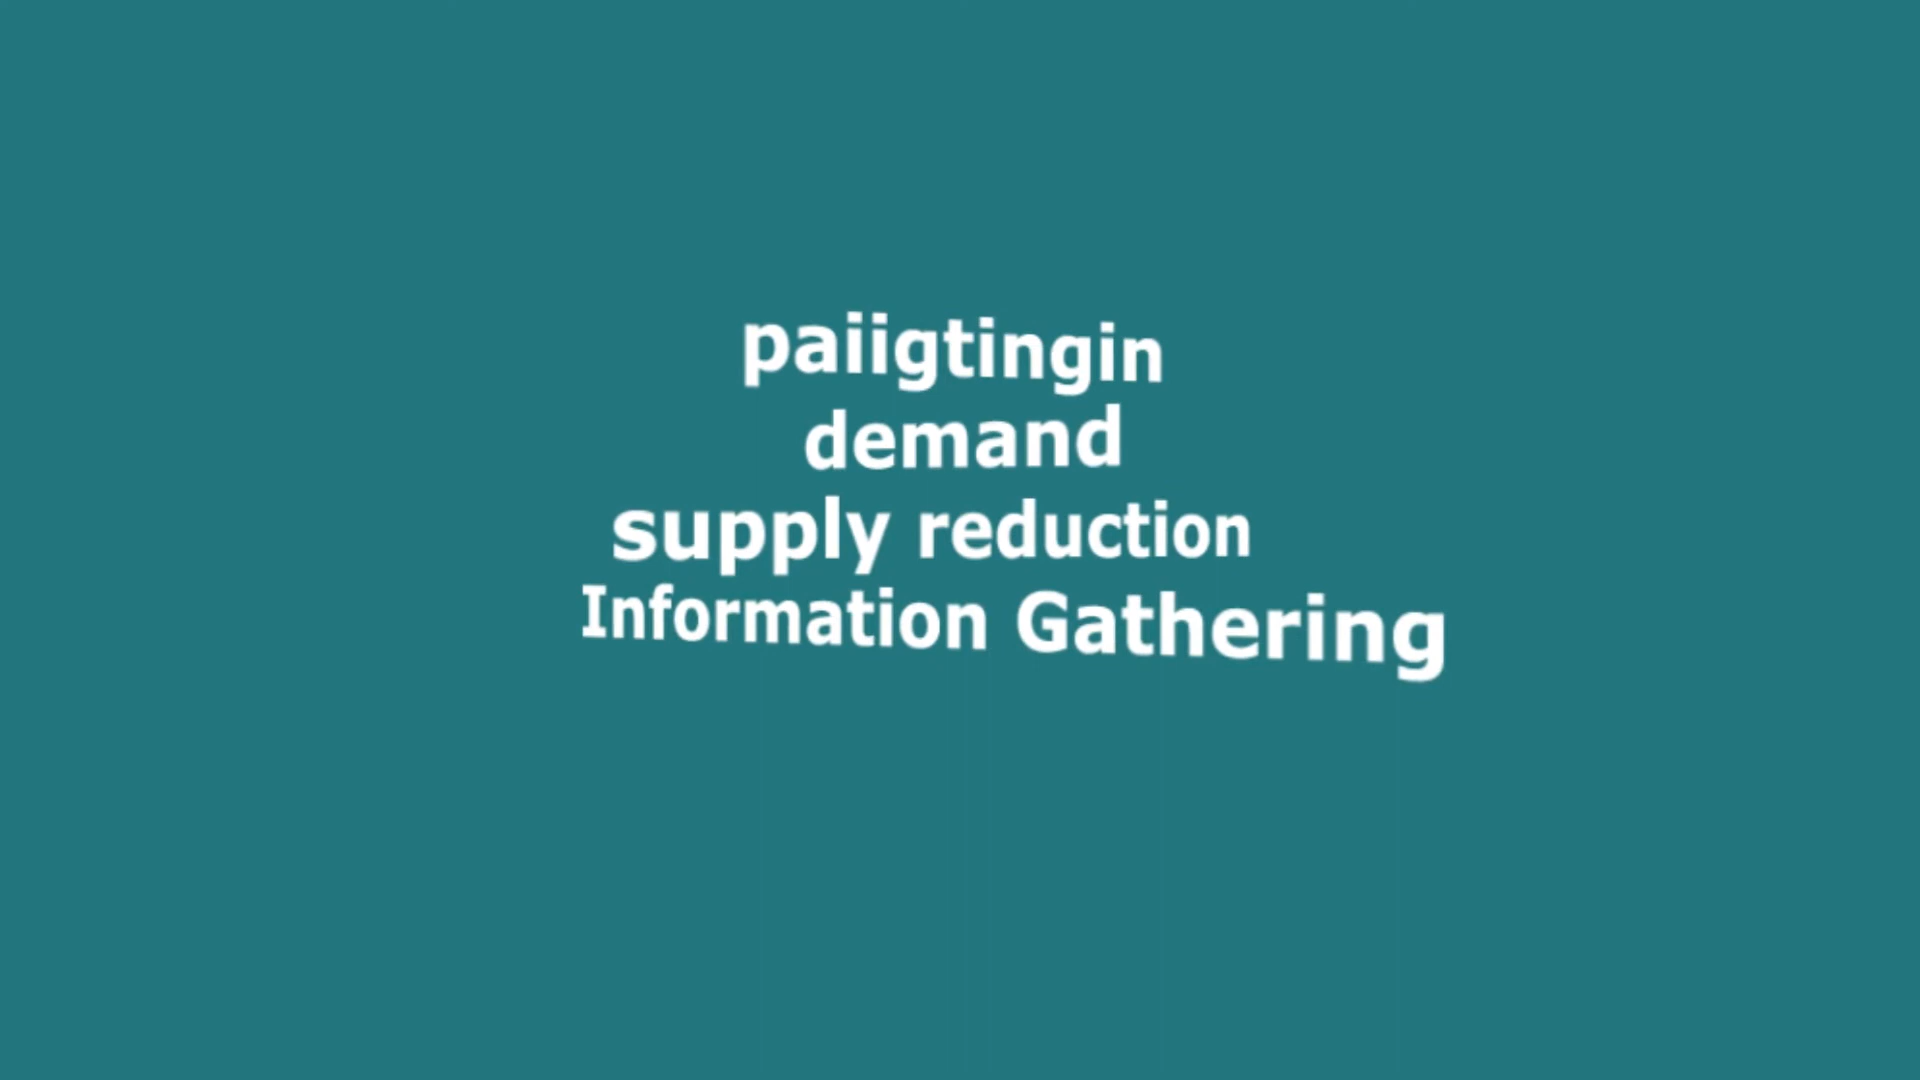 paiigtingin
demand
supply reduction
Information Gathering